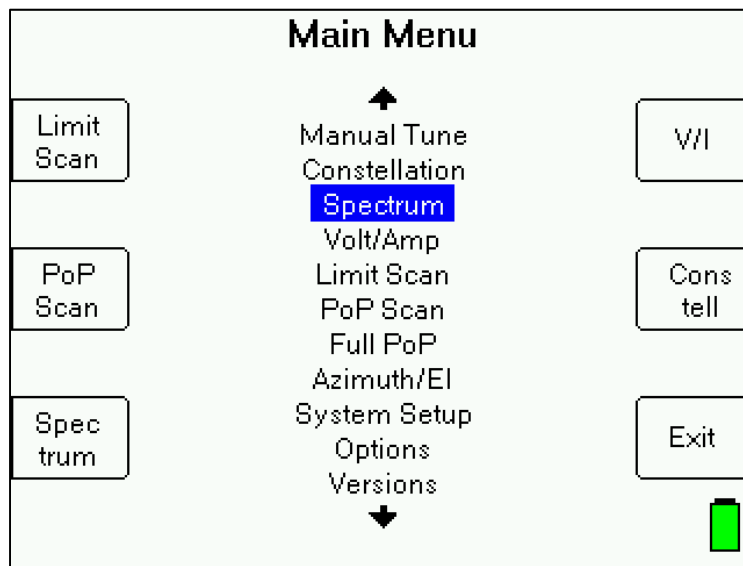 Main Menu
Limit
Scan
PoP
Scan
Spec
trum
Manual Tune
Constellation
Spectrum
Volt/Amp
Limit Scan
PoP Scan
Full PoP
Azimuth/El
System Setup
Options
Versions
V/I
Cons
tell
Exit